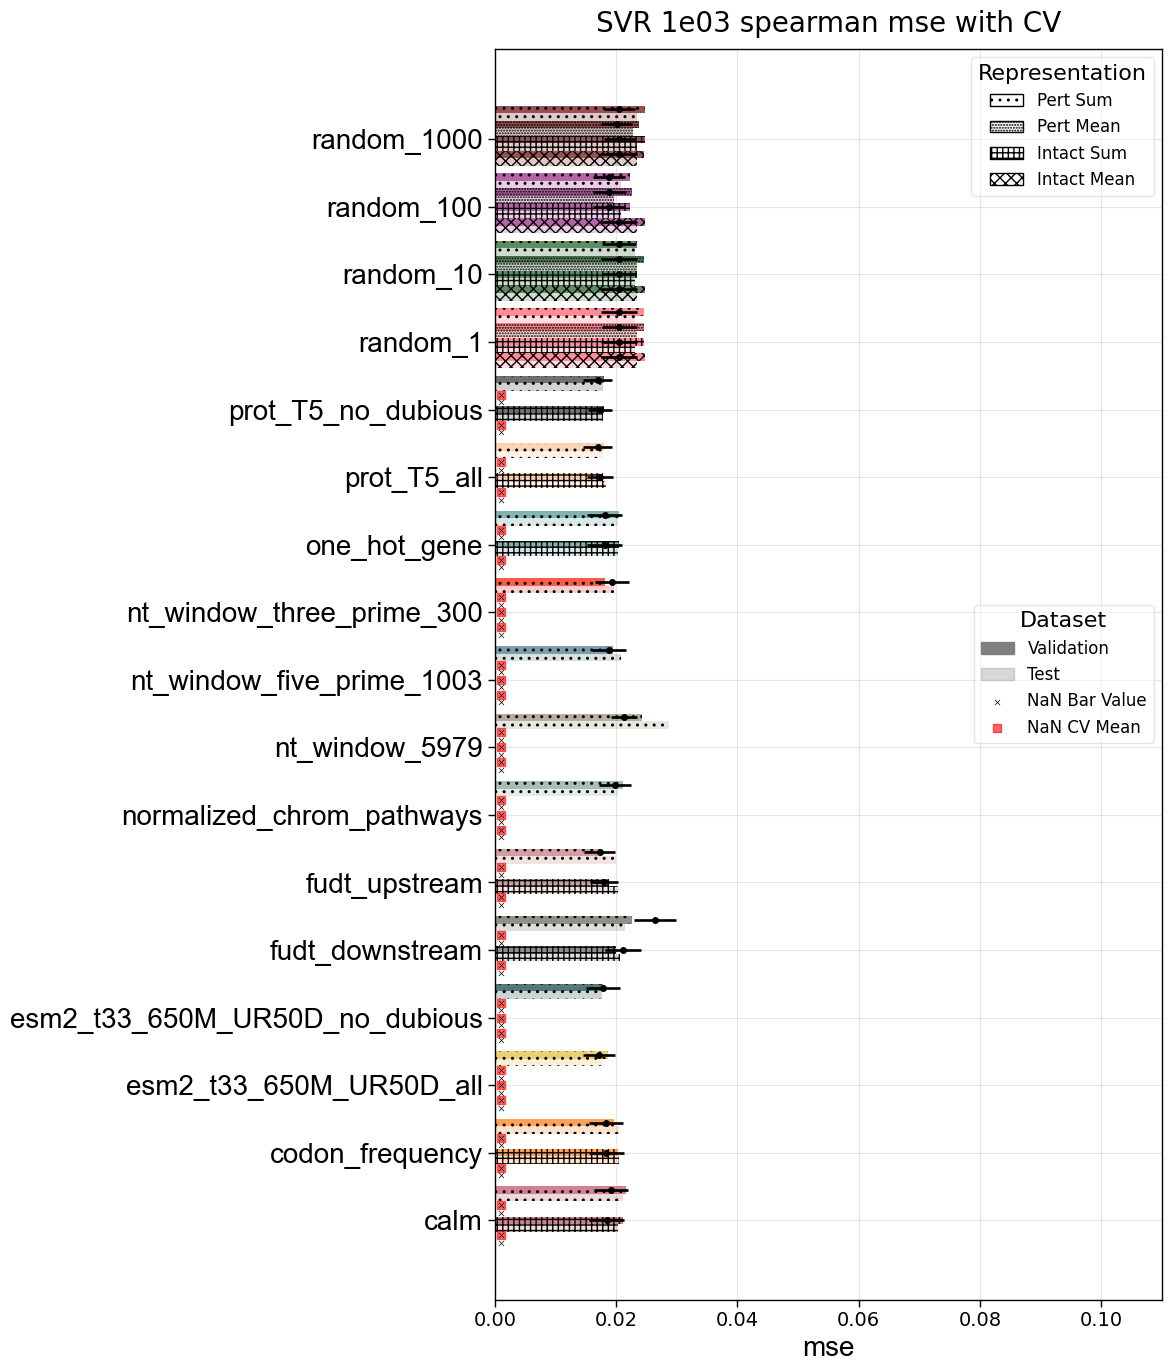 SVR 1e03 spearman mse with CV
Representation
Pert Sum
Pert Mean
Intact Sum
Intact Mean
random_1000
random_100
random_10
random_1
prot_T5_no_dubious
prot_T5_all
one_hot_gene
nt_window_three_prime_300
nt_window_five_prime_1003
nt_window_5979
normalized_chrom_pathways
fudt_upstream
fudt_downstream
esm2_t33_650M_UR50D_no_dubious
esm2_t33_650M_UR50D_all
codon_frequency
calm
Dataset
Validation
Test
NaN Bar Value
NaN CV Mean
0.00 0.02 0.04 0.06 0.08 0.10
mse